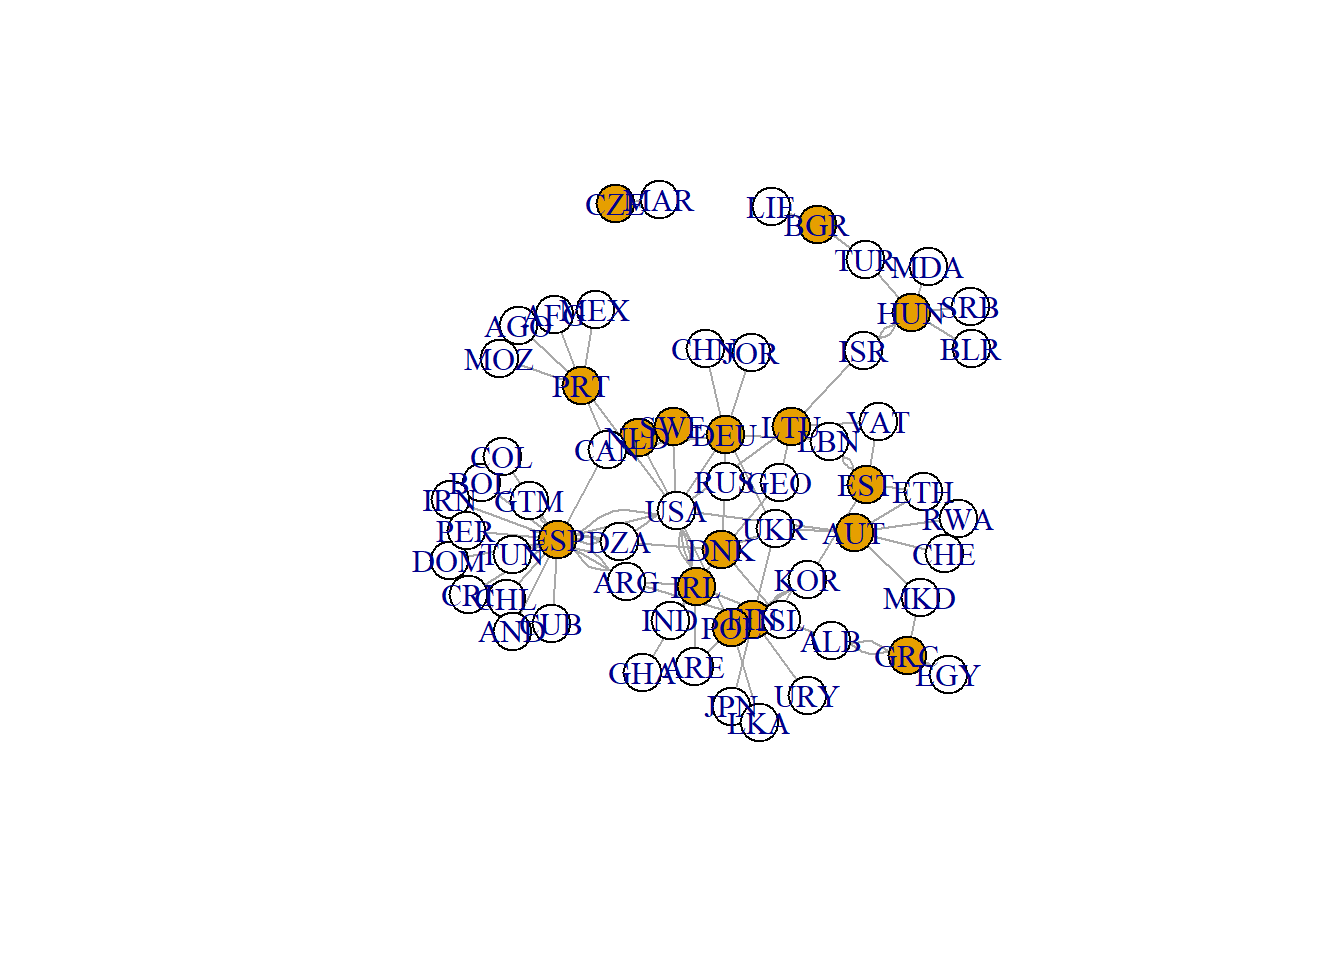 CZE
MAR
LIE
BGR
TUR
MDA
HUN
SRB
BLR
ISR
MEX
AGO
MOZ
PRT
CHN
JOR
CAN
NLD
SWE
DEU
LTU
LBN
VAT
COL
BOL
IRN
GTM
PER
ESP
DZA
USA
RUS
GEO
EST
ETH
RWA
UKR
AUT
CHE
DOM
TUN
DNK
CHL
ARG
IRL
KOR
MKD
AND
CUB
IND
POL
ISL
ALB
GRC
EGY
GHA
ARE
JPN
LKA
URY